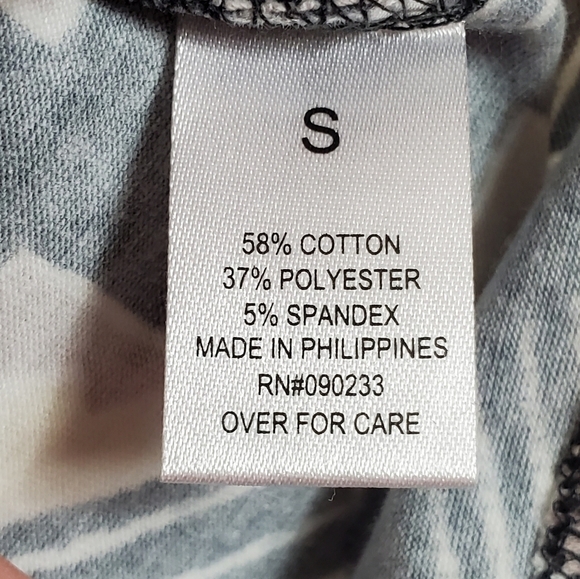 S
58% COTTON
37% POLYESTER
5% SPANDEX
MADE IN PHILIPPINES
RN#090233
OVER FOR CARE